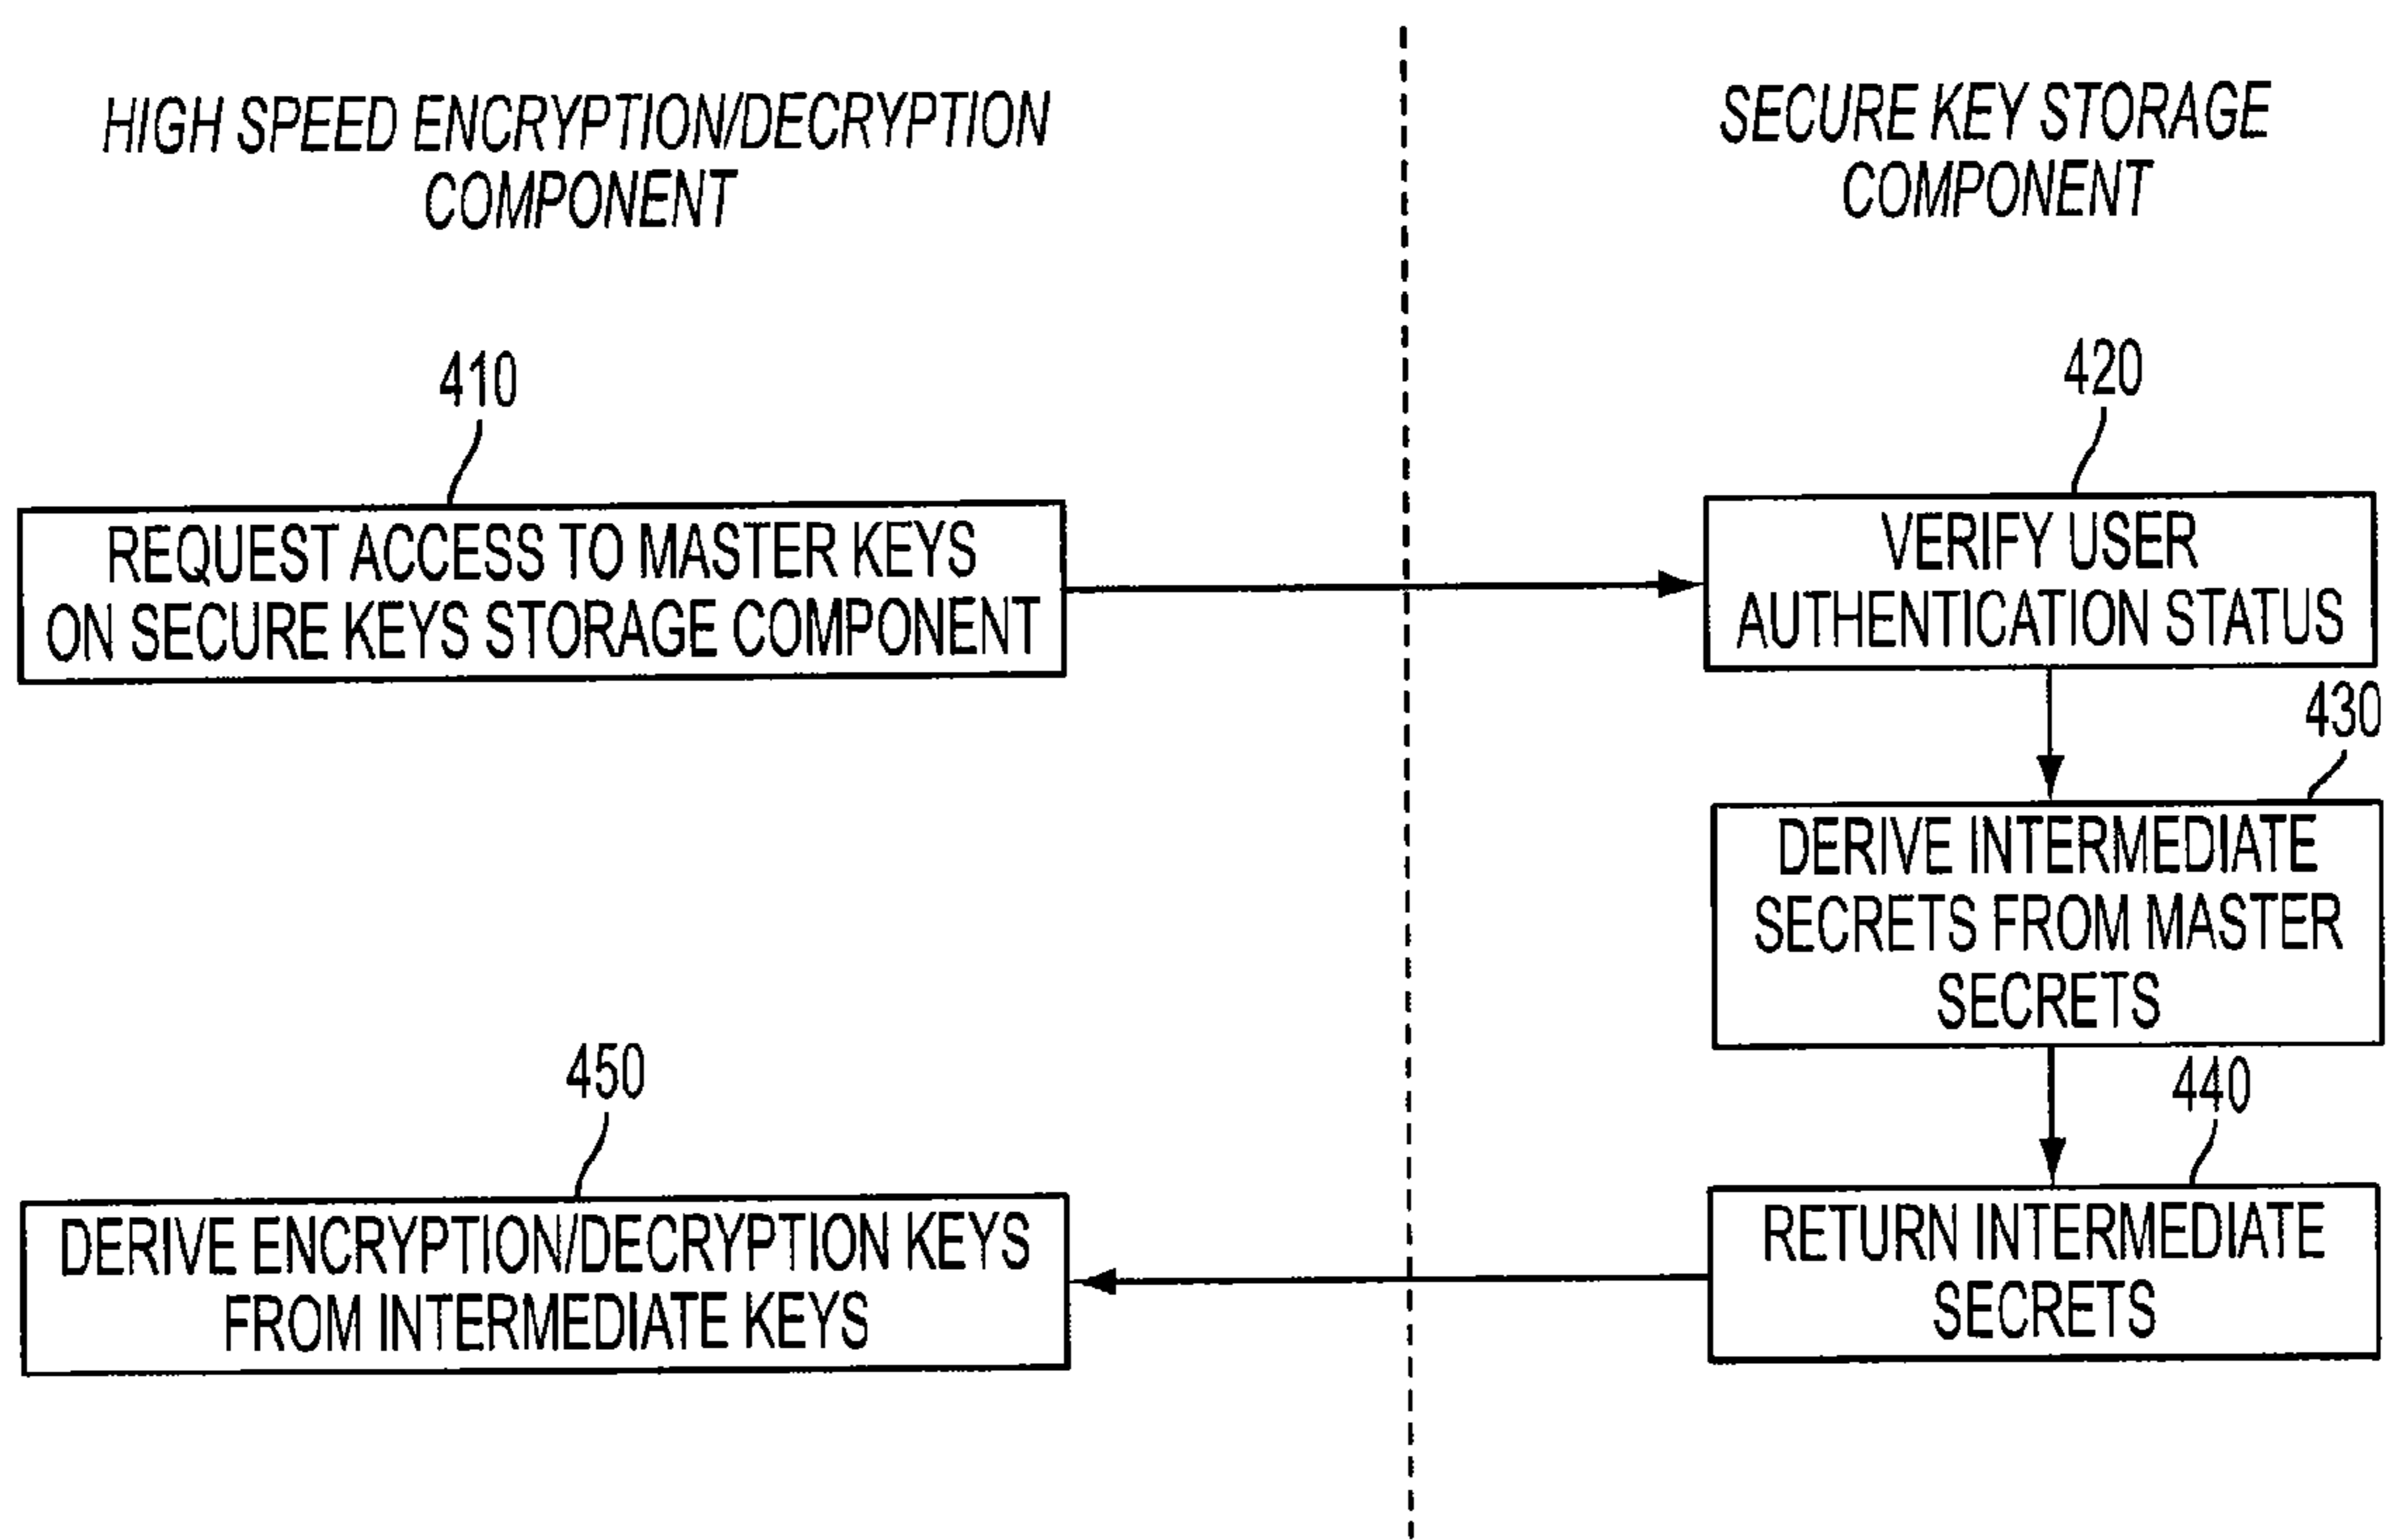 HIGH SPEED ENCRYPTION/DECRYPTION
COMPONENT
SECURE KEY STORAGE
COMPONENT
410
REQUEST ACCESS TO MASTER KEYS
ON SECURE KEYS STORAGE COMPONENT
420
VERIFY USER
AUTHENTICATION STATUS
430
DERIVE INTERMEDIATE
SECRETS FROM MASTER
SECRETS
440
RETURN INTERMEDIATE
SECRETS
450
DERIVE ENCRYPTION/DECRYPTION KEYS
FROM INTERMEDIATE KEYS